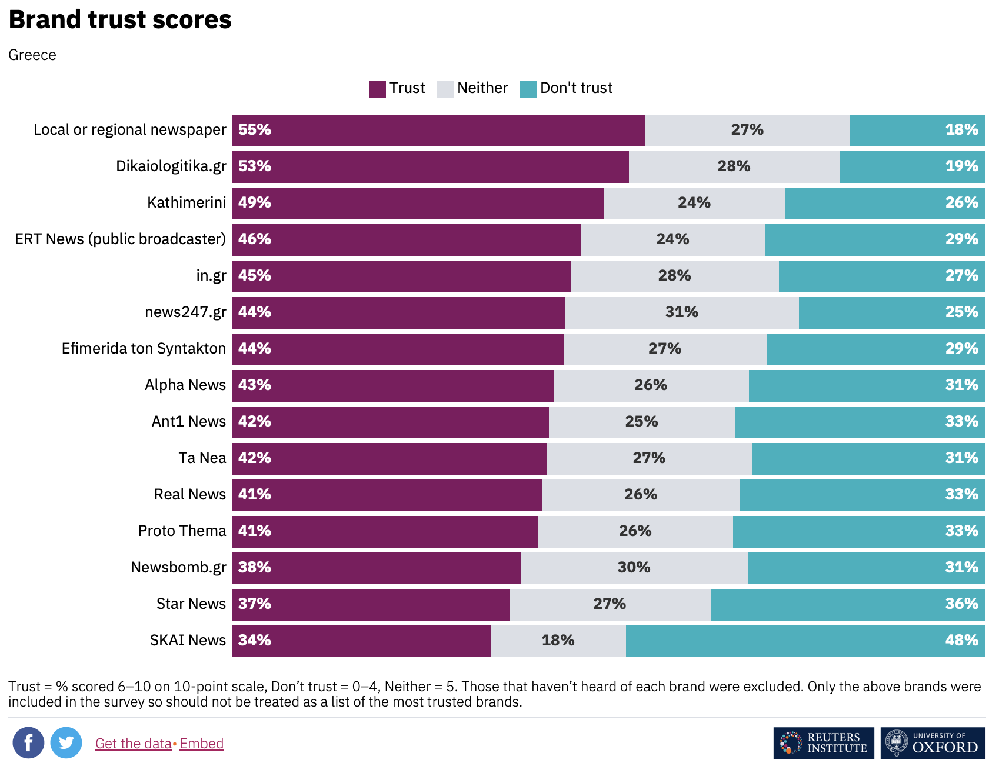 Brand trust scores
Greece
Trust Neither Don't trust
Local or regional newspaper 55% 27% 18%
Dikaiologitika.gr 53% 28% 19%
Kathimerini 49% 24% 26%
ERT News (public broadcaster) 46% 24% 29%
in.gr 45% 28% 27%
news247.gr 44% 31% 25%
Efimerida ton Syntakton 44% 27% 29%
Alpha News 43% 26% 31%
Ant1 News 42% 25% 33%
Ta Nea 42% 27% 31%
Real News 41% 26% 33%
Proto Thema 41% 26% 33%
Newsbomb.gr 38% 30% 31%
Star News 37% 27% 36%
SKAI News 34% 18% 48%
Trust = % scored 6–10 on 10-point scale, Don’t trust = 0–4, Neither = 5. Those that haven’t heard of each brand were excluded. Only the above brands were
included in the survey so should not be treated as a list of the most trusted brands.
Get the data• Embed
REUTERS
INSTITUTE
UNIVERSITY OF
OXFORD